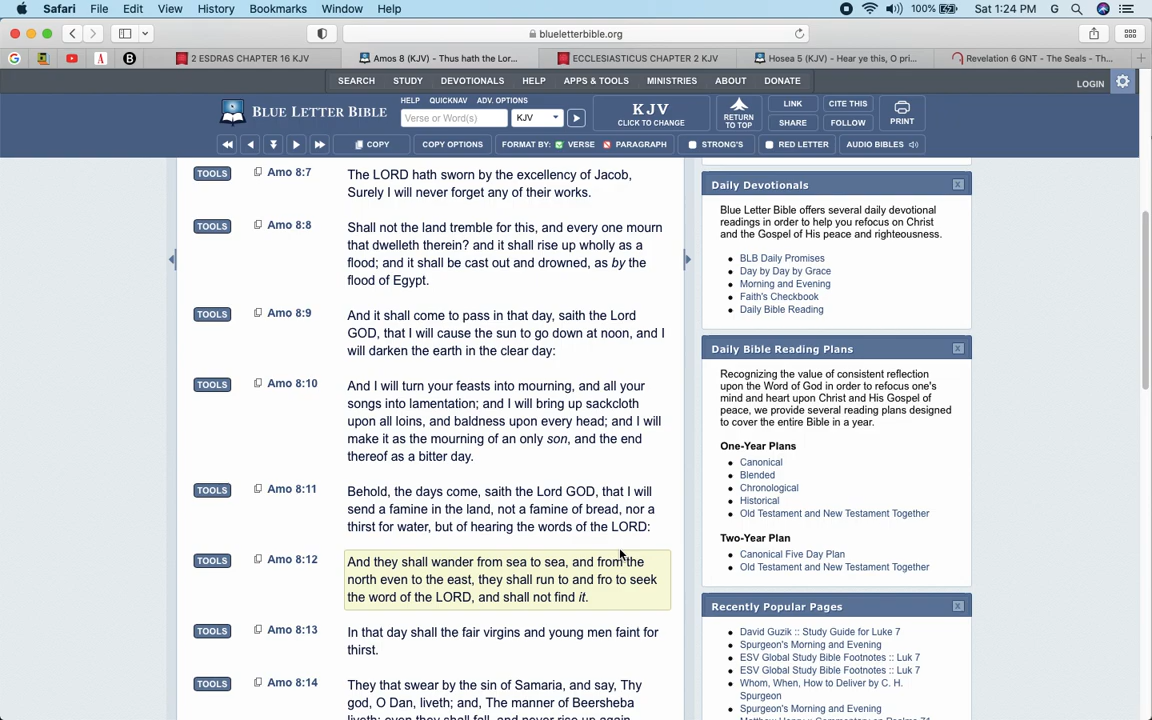 Safari File Edit View History Bookmarks Window Help 100% Sat 1:24 PM G
blueletterbible.org
2 ESDRAS CHAPTER 16 KJV Amos 8 (KJV) - Thus hath the Lor... ECCLESIASTICUS CHAPTER 2 KJV Hosea 5 (KJV) - Hear ye this, O pri... Revelation 6 GNT - The Seals - Th...
SEARCH STUDY DEVOTIONALS HELP APPS & TOOLS MINISTRIES ABOUT DONATE LOGIN
BLUE LETTER BIBLE
HELP QUICKNAV ADV. OPTIONS
Verse or Word(s) KJV
KJV
CLICK TO CHANGE
RETURN
TO TOP
LINK CITE THIS
SHARE FOLLOW
PRINT
COPY COPY OPTIONS FORMAT BY: VERSE PARAGRAPH STRONG'S RED LETTER AUDIO BIBLES
TOOLS Amo 8:7 The LORD hath sworn by the excellency of Jacob,
Surely I will never forget any of their works.
TOOLS Amo 8:8 Shall not the land tremble for this, and every one mourn
that dwelleth therein? and it shall rise up wholly as a
flood; and it shall be cast out and drowned, as by the
flood of Egypt.
TOOLS Amo 8:9 And it shall come to pass in that day, saith the Lord
GOD, that I will cause the sun to go down at noon, and I
will darken the earth in the clear day:
TOOLS Amo 8:10 And I will turn your feasts into mourning, and all your
songs into lamentation; and I will bring up sackcloth
upon all loins, and baldness upon every head; and I will
make it as the mourning of an only son, and the end
thereof as a bitter day.
TOOLS Amo 8:11 Behold, the days come, saith the Lord GOD, that I will
send a famine in the land, not a famine of bread, nor a
thirst for water, but of hearing the words of the LORD:
TOOLS Amo 8:12 And they shall wander from sea to sea, and from the
north even to the east, they shall run to and fro to seek
the word of the LORD, and shall not find it.
TOOLS Amo 8:13 In that day shall the fair virgins and young men faint for
thirst.
TOOLS Amo 8:14 They that swear by the sin of Samaria, and say, Thy
god, O Dan, liveth; and, The manner of Beersheba
liveth; even they shall fall, and never rise up again.
Daily Devotionals
Blue Letter Bible offers several daily devotional
readings in order to help you refocus on Christ
and the Gospel of His peace and righteousness.
BLB Daily Promises
Day by Day by Grace
Morning and Evening
Faith's Checkbook
Daily Bible Reading
Daily Bible Reading Plans
Recognizing the value of consistent reflection
upon the Word of God in order to refocus one's
mind and heart upon Christ and His Gospel of
peace, we provide several reading plans designed
to cover the entire Bible in a year.
One-Year Plans
Canonical
Blended
Chronological
Historical
Old Testament and New Testament Together
Two-Year Plan
Canonical Five Day Plan
Old Testament and New Testament Together
Recently Popular Pages
David Guzik :: Study Guide for Luke 7
Spurgeon's Morning and Evening
ESV Global Study Bible Footnotes :: Luk 7
ESV Global Study Bible Footnotes :: Luk 7
Whom, When, How to Deliver by C. H.
Spurgeon
Spurgeon's Morning and Evening